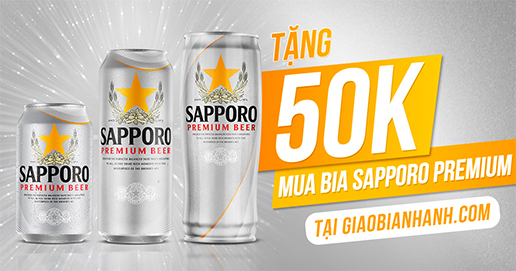 SAPPORO
PREMIUM BEER
SAPPORO
PREMIUM BEER
SAPPORO
PREMIUM BEER
TẶNG
50K
MUA BIA SAPPORO PREMIUM
TẠI GIAOBIANHANH.COM